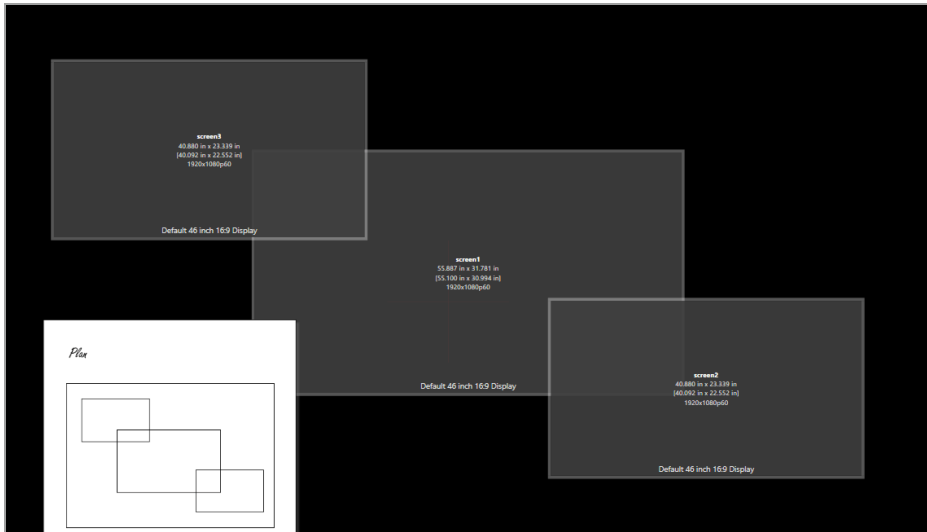 screen3
40.880 in x 23.339 in
[40.092 in x 22.552 in]
1920x1080p60
Default 46 inch 16:9 Display
screen1
55.887 in x 31.781 in
[55.100 in x 30.994 in]
1920x1080p60
Default 46 inch 16:9 Display
screen2
40.880 in x 23.339 in
[40.092 in x 22.552 in]
1920x1080p60
Default 46 inch 16:9 Display
Plan